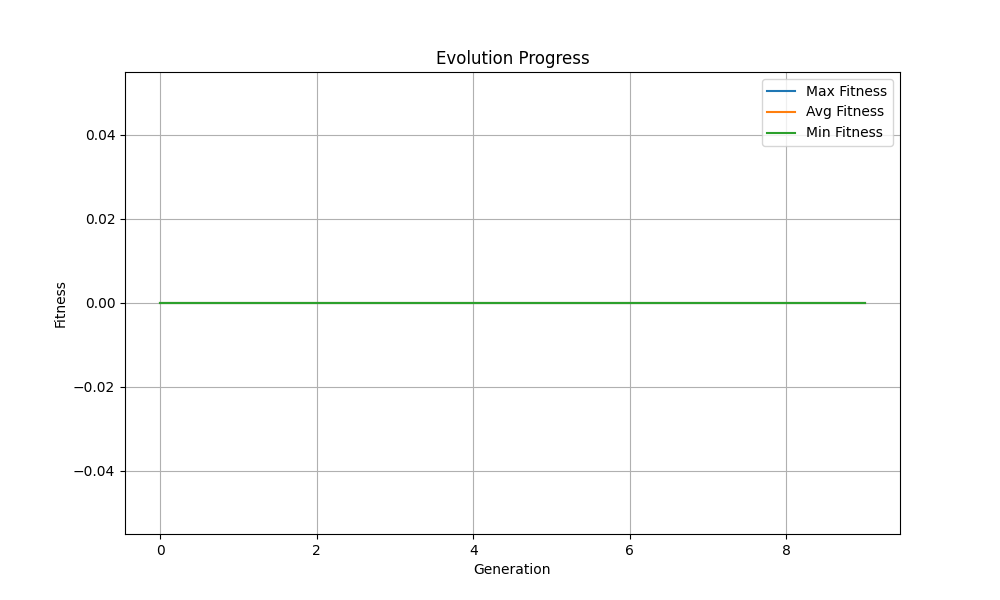 Evolution Progress
Max Fitness
Avg Fitness
Min Fitness
0.04
0.02
0.00
−0.02
−0.04
Fitness
0 2 4 6 8
Generation